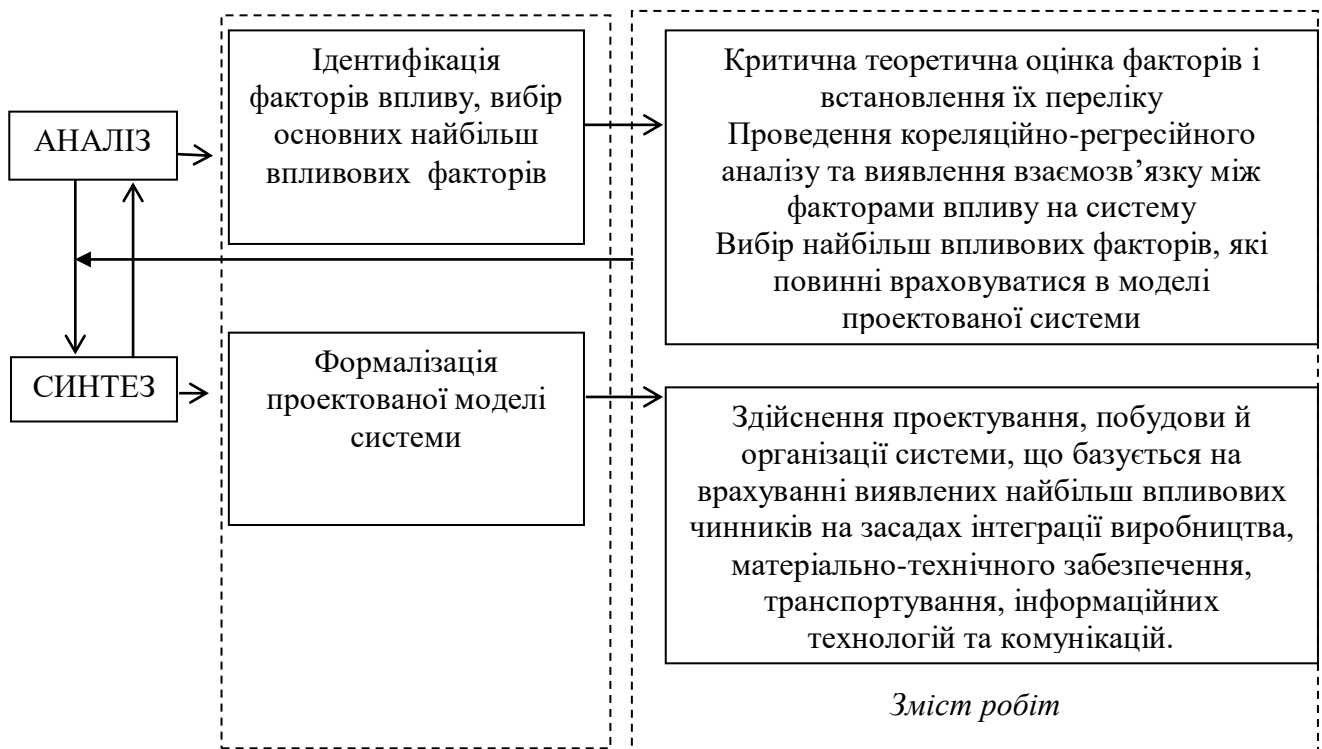 АНАЛІЗ
Ідентифікація
факторів впливу, вибір
основних найбільш
впливових факторів
Критична теоретична оцінка факторів і
встановлення їх переліку
Проведення кореляційно-регресійного
аналізу та виявлення взаємозв’язку між
факторами впливу на систему
Вибір найбільш впливових факторів, які
повинні враховуватися в моделі
проектованої системи
СИНТЕЗ
Формалізація
проектованої моделі
системи
Здійснення проектування, побудови й
організації системи, що базується на
врахуванні виявлених найбільш впливових
чинників на засадах інтеграції виробництва,
матеріально-технічного забезпечення,
транспортування, інформаційних
технологій та комунікацій.
Зміст робіт